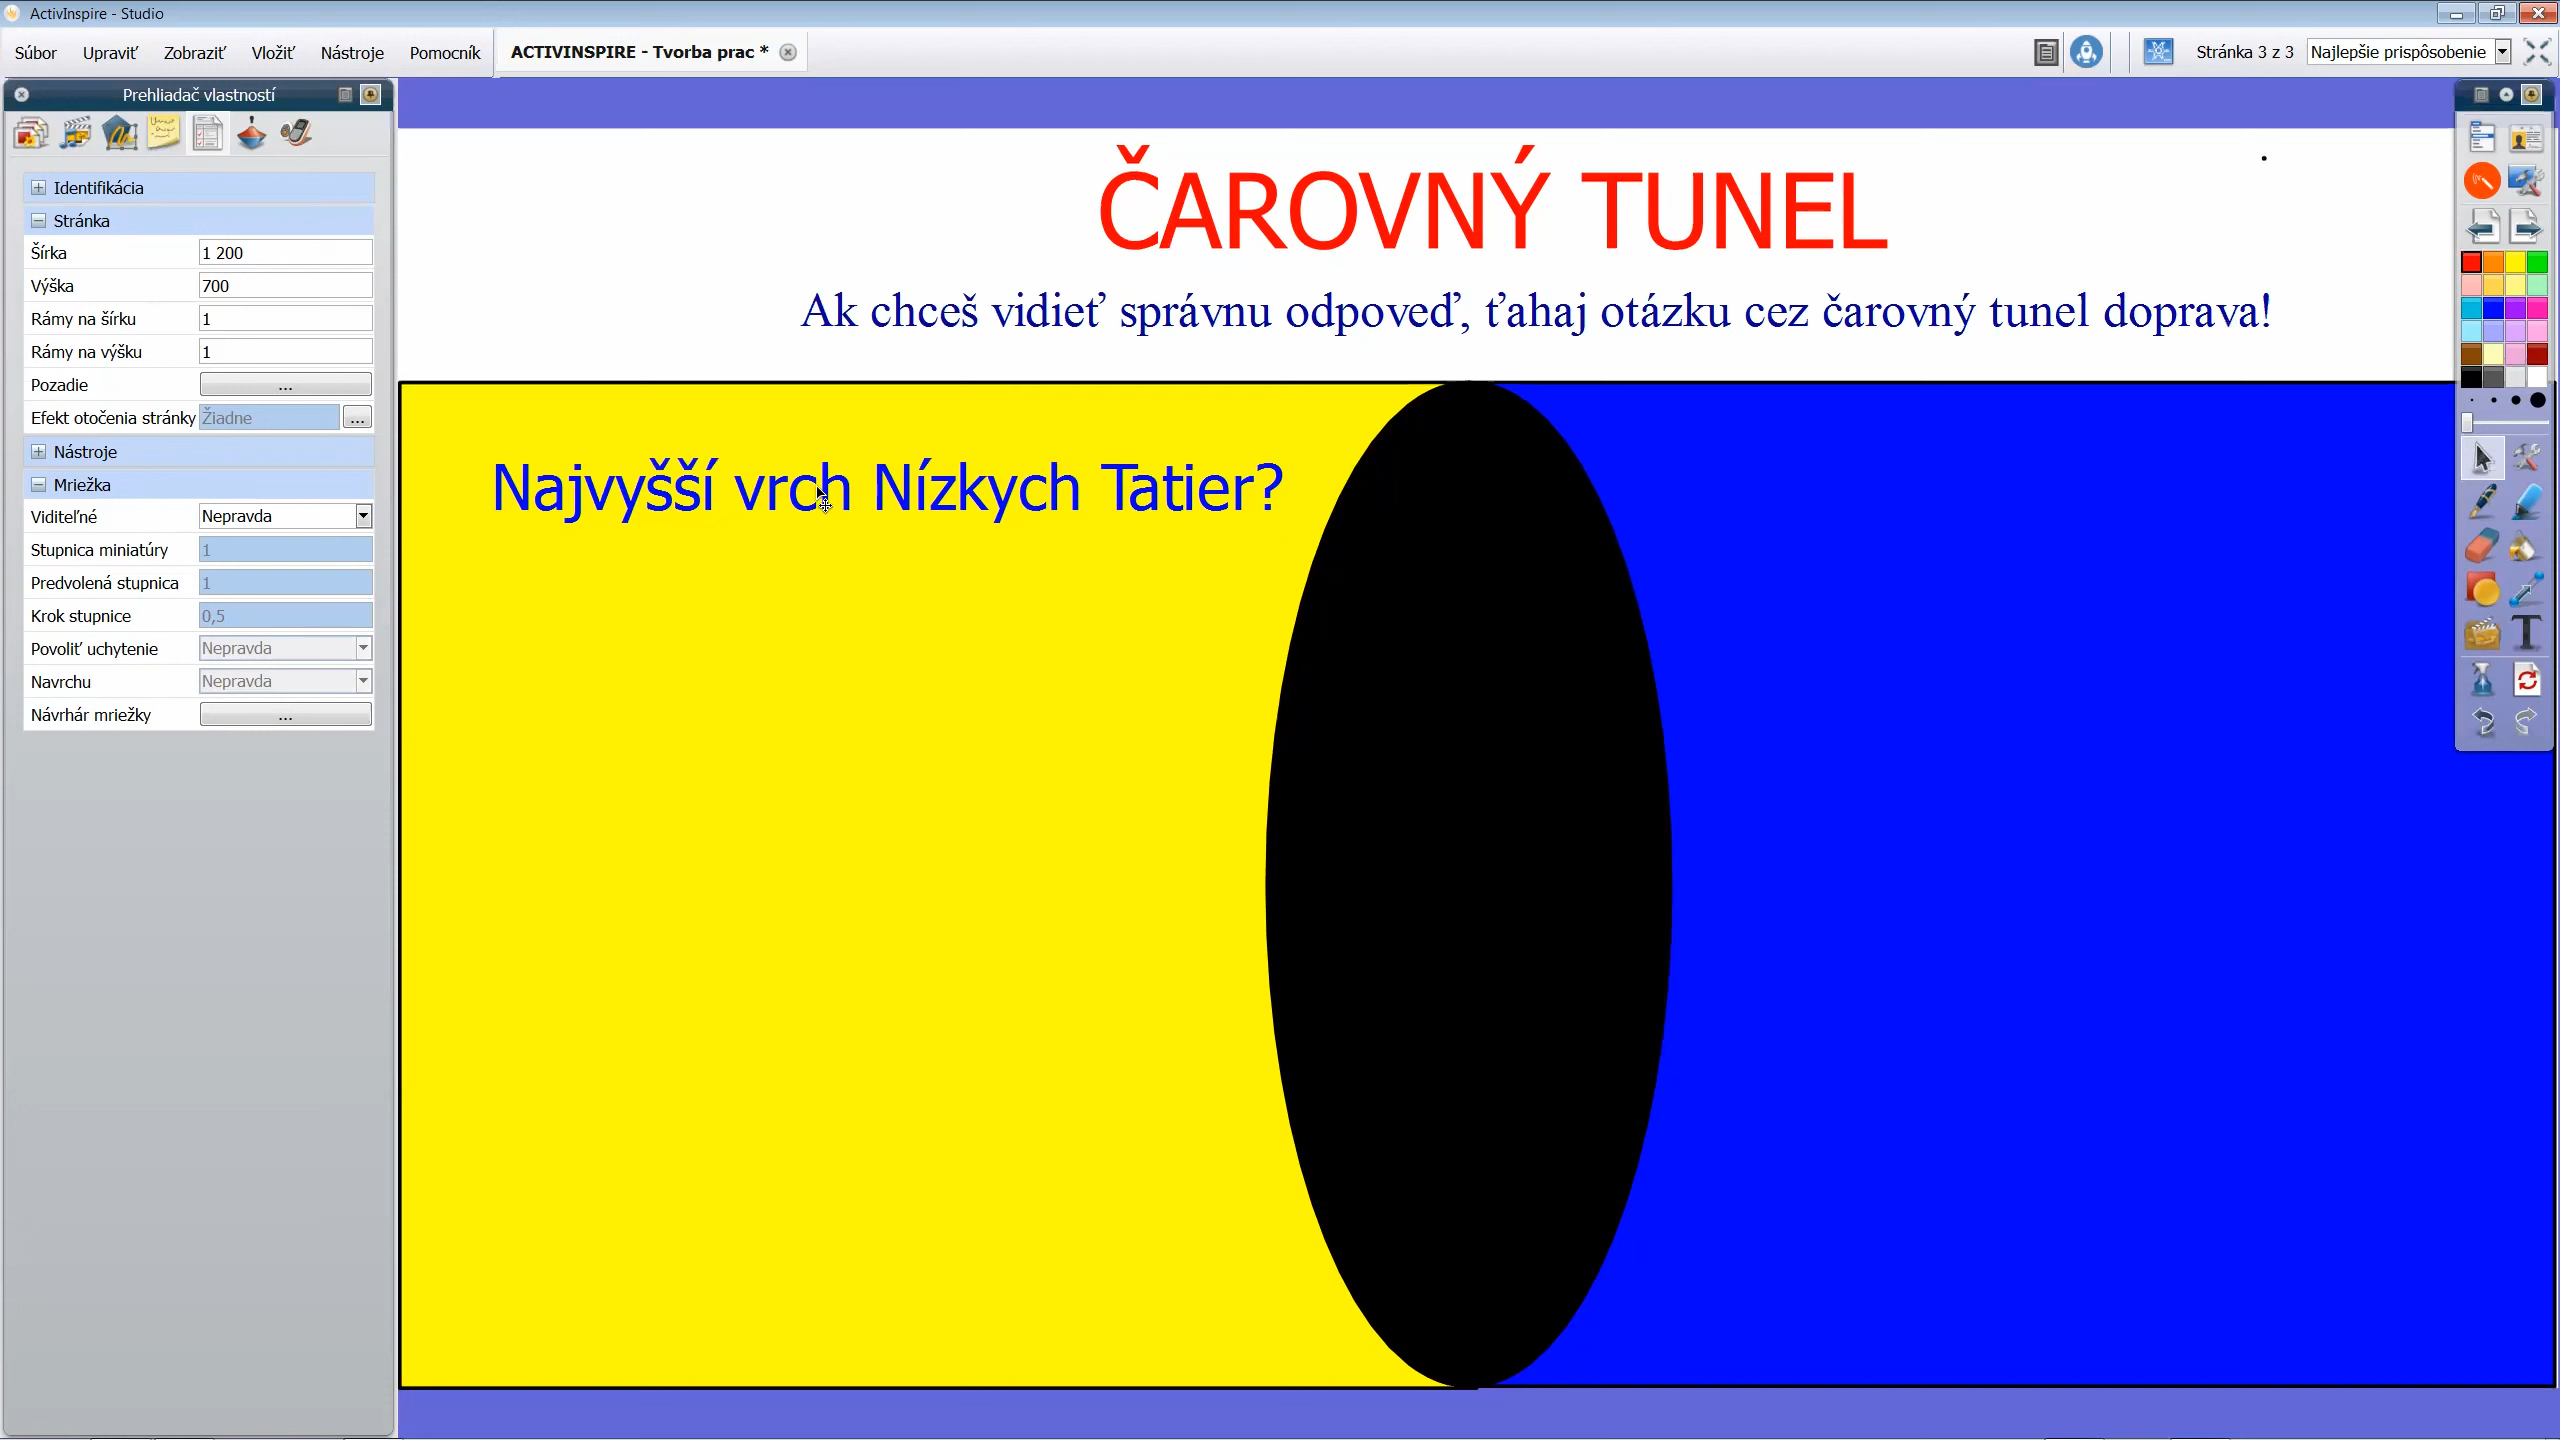 ActivInspire - Studio
Súbor Upraviť Zobraziť Vložiť Nástroje Pomocník ACTIVINSPIRE - Tvorba prac * Stránka 3 z 3 Najlepšie prispôsobenie
Prehliadač vlastností
Identifikácia
Stránka
Šírka 1 200
Výška 700
Rámy na šírku 1
Rámy na výšku 1
Pozadie ...
Efekt otočenia stránky Žiadne ...
Nástroje
Mriežka
Viditeľné Nepravda
Stupnica miniatúry 1
Predvolená stupnica 1
Krok stupnice 0,5
Povoliť uchytenie Nepravda
Navrchu Nepravda
Návrhár mriežky ...
ČAROVNÝ TUNEL
Ak chceš vidieť správnu odpoveď, ťahaj otázku cez čarovný tunel doprava!
Najvyšší vrch Nízkych Tatier?